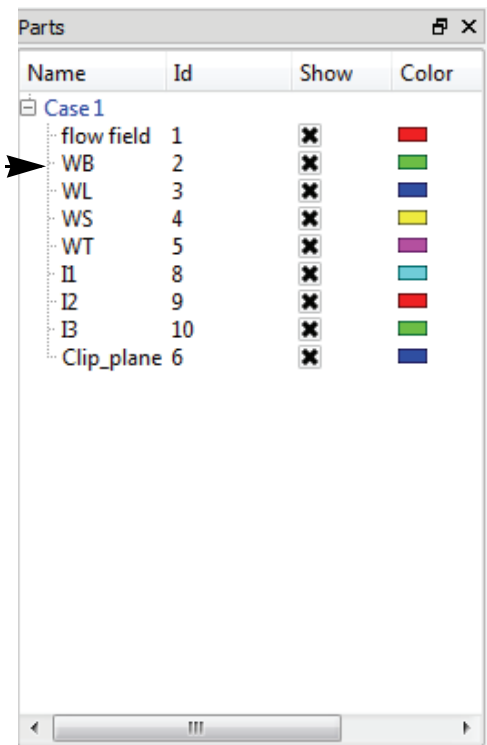 Parts
Name Id Show Color
Case 1
flow field 1
WB 2
WL 3
WS 4
WT 5
I1 8
I2 9
I3 10
Clip_plane 6